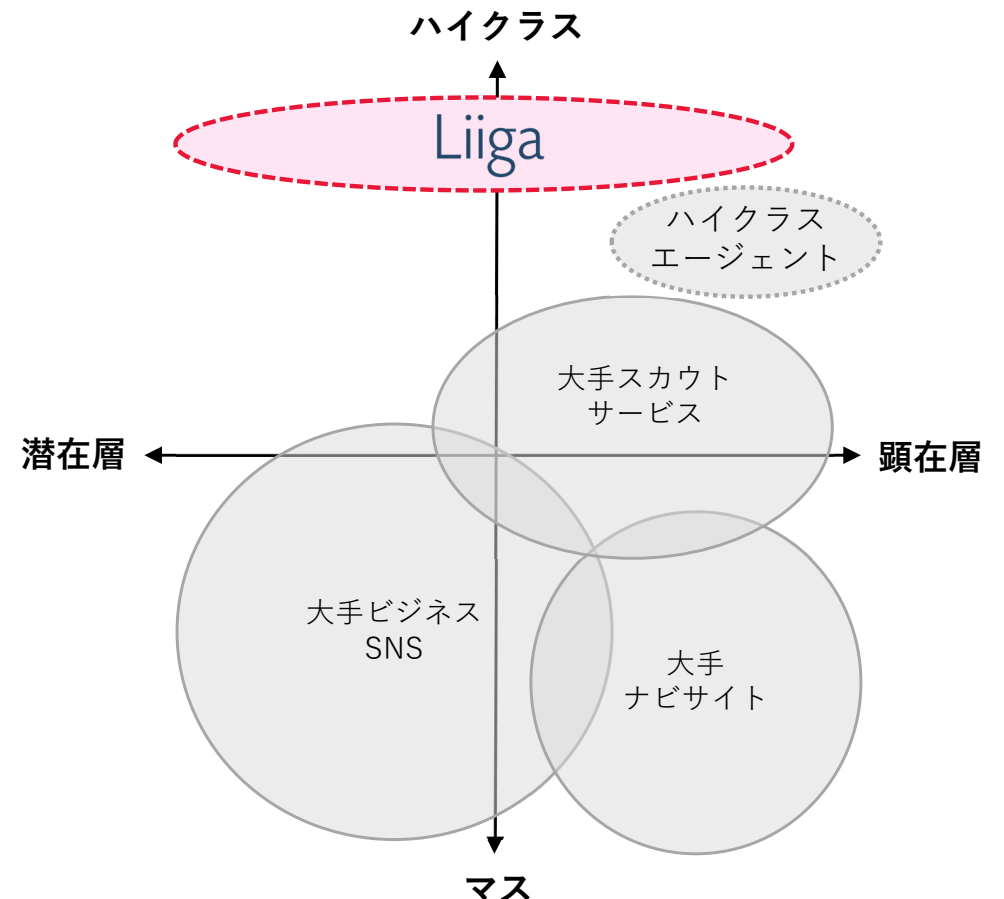 ハイクラス
Liiga
ハイクラス
エージェント
大手スカウト
サービス
潜在層
顕在層
大手ビジネス
SNS
大手
ナビサイト
マス